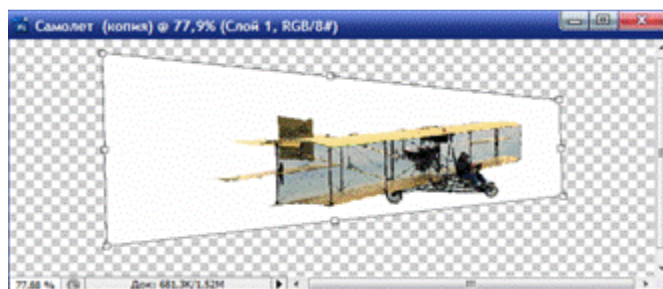 Самолет (копия) @ 77,9% (Слой 1, RGB/8#)
77,88 % Док: 681,3K/1,52M